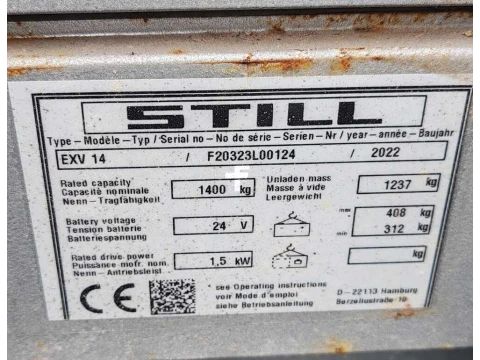 STILL
Type - Modèle - Typ / Serial no - No de série - Serien - Nr / year - année - Baujahr
EXV 14 / F20323L00124 / 2022
Rated capacity
Capacité nominale
Nenn - Tragfähigkeit
1400 kg
Unladen mass
Masse à vide
Leergewicht
1237 kg
Battery voltage
Tension batterie
Batteriespannung
24 V
max 408 kg
min 312 kg
Rated drive power
Puissance motr. nom.
Nenn - Antriebsleist.
1,5 kW
kg
CE
* see Operating instructions
voir Mode d'emploi
siehe Betriebsanleitung
D-22113 Hamburg
Berzeliusstraße 10